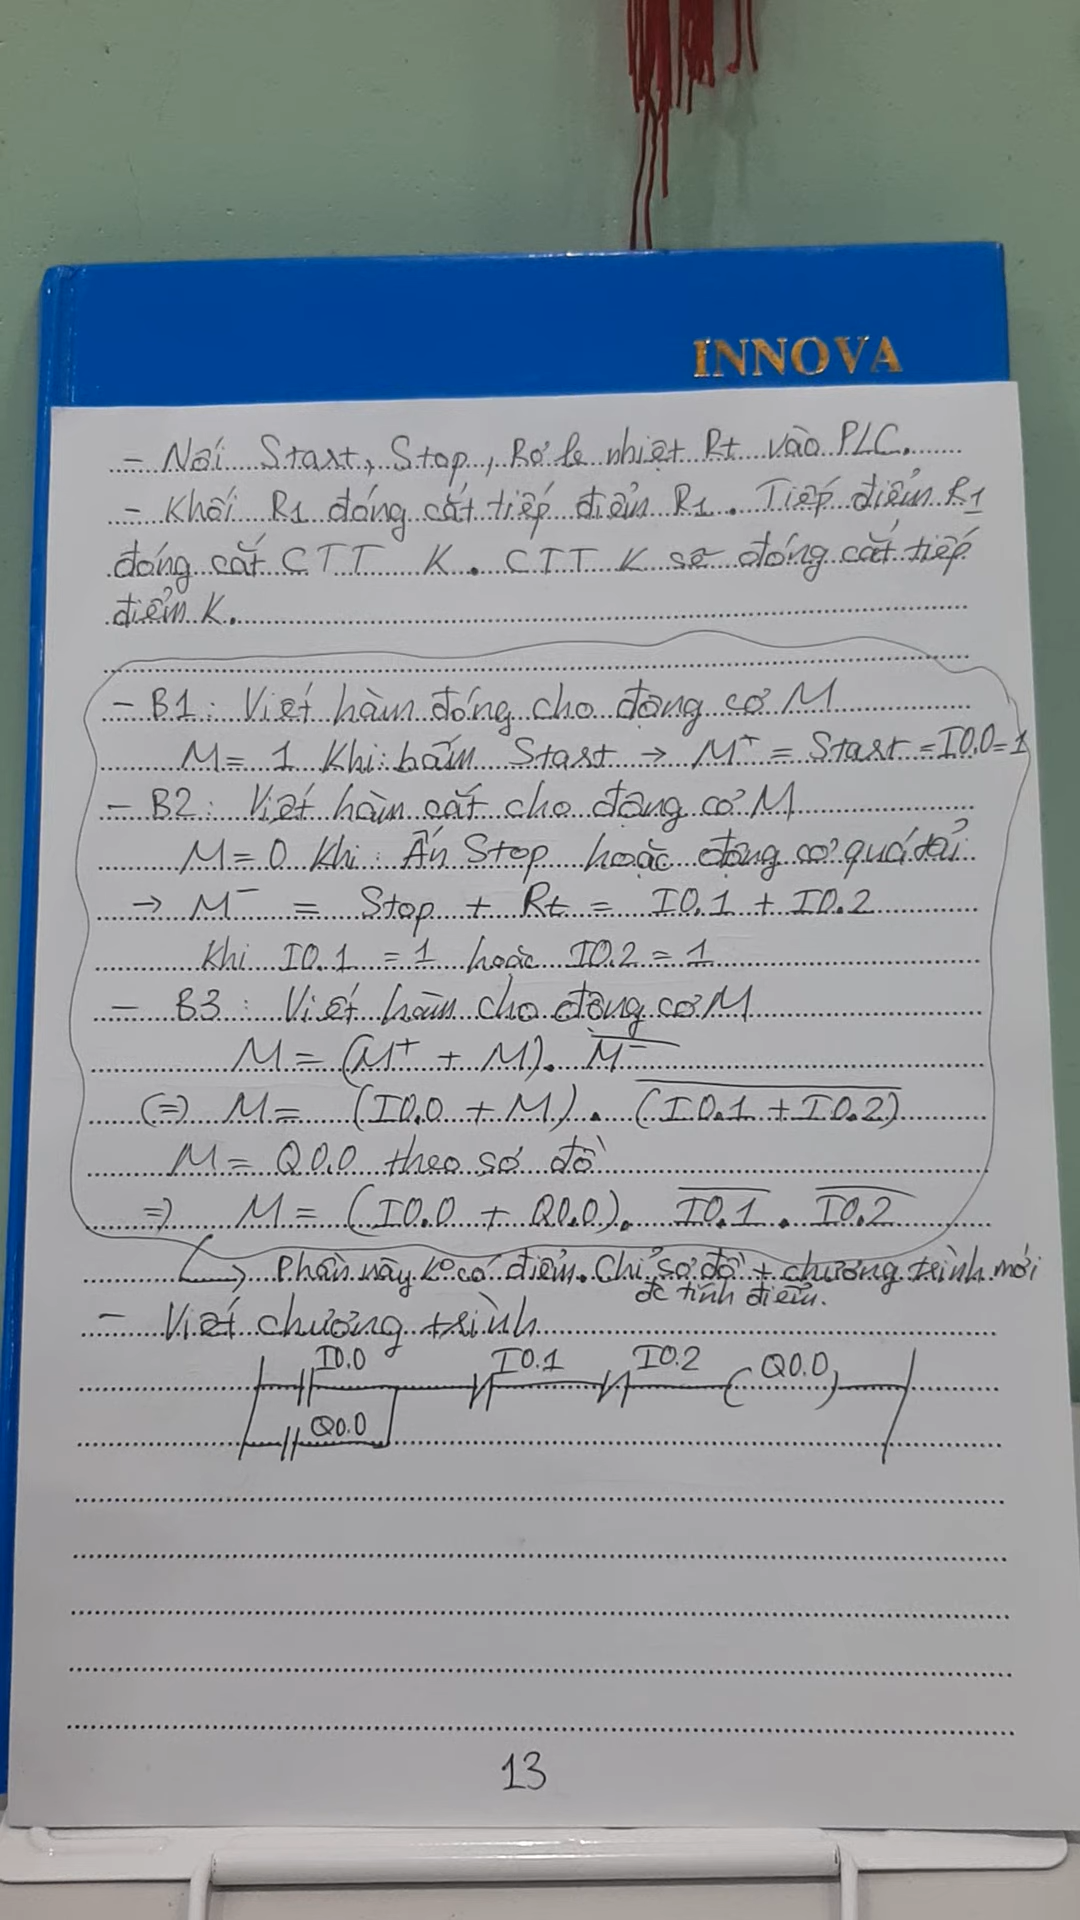 INNOVA
- Nối Start, Stop, Rơ le nhiệt Rt vào PLC.
- Khối R1 đóng cắt tiếp điểm R1. Tiếp điểm R1
đóng cắt CTT K. CTT K sẽ đóng cắt tiếp
điểm K.
- B1: Viết hàm đóng cho động cơ M
M = 1 Khi: bấm Start → M⁺ = Start = I0.0 = 1
- B2: Viết hàm cắt cho động cơ M
M = 0 Khi: Ấn Stop hoặc động cơ quá tải
→ M⁻ = Stop + Rt = I0.1 + I0.2
Khi I0.1 = 1 hoặc I0.2 = 1
- B3: Viết hàm cho động cơ M
M = (M⁺ + M). M̅⁻
(=) M = (I0.0 + M). (I̅0̅.̅1̅ ̅+̅ ̅I̅0̅.̅2̅)
M = Q0.0 theo sơ đồ
=) M = (I0.0 + Q0.0). I̅0̅.̅1̅ . I̅0̅.̅2̅
↳ Phần này k° có điểm. Chỉ sơ đồ + chương trình mới
đc tính điểm.
- Viết chương trình
I0.0 I0.1 I0.2 Q0.0
Q0.0
13